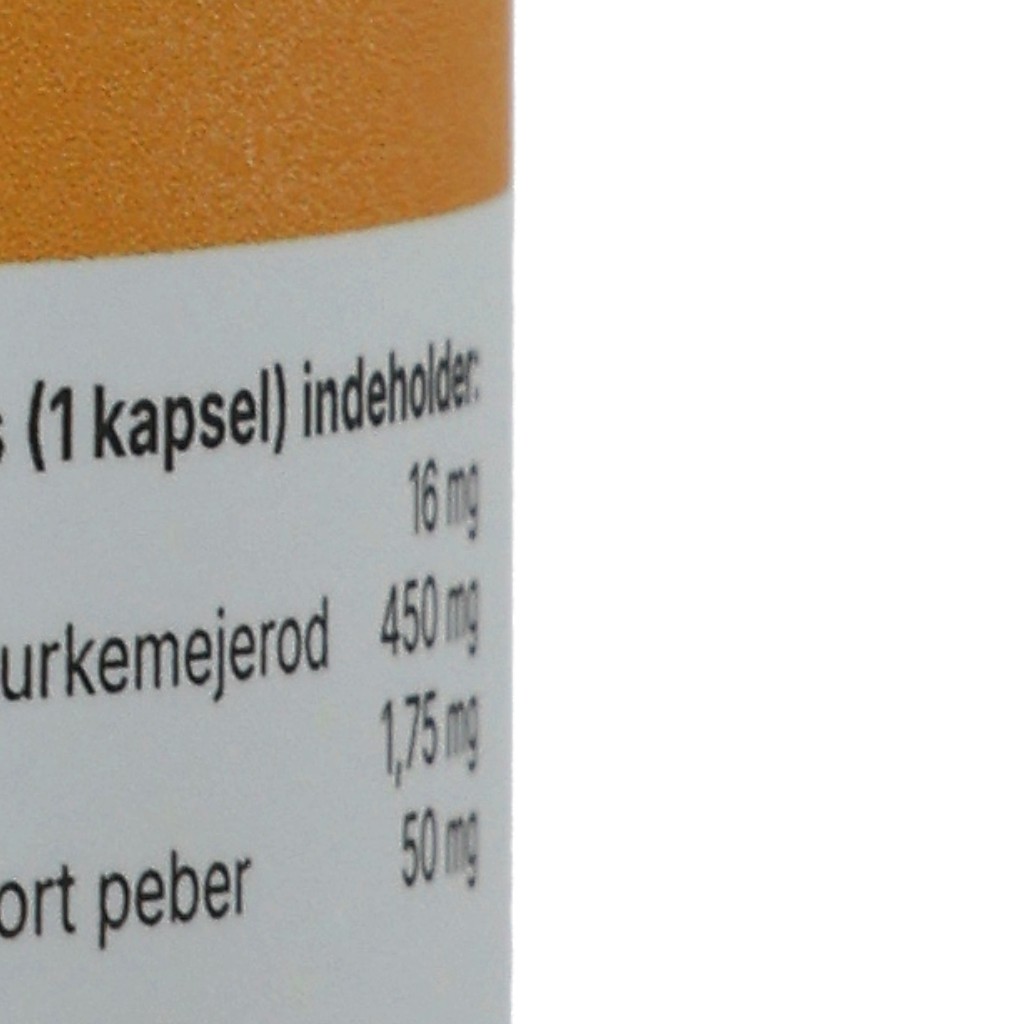 (1 kapsel) indeholder:
16 mg
urkemejerod 450 mg
1,75 mg
ort peber 50 mg